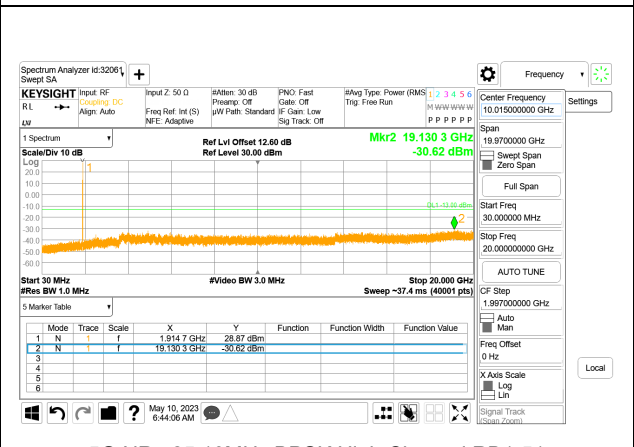 Spectrum Analyzer id:32061
Swept SA
+
Frequency
KEYSIGHT
Input: RF
Coupling: DC
Align: Auto
Input Z: 50 Ω
Freq Ref: Int (S)
NFE: Adaptive
#Atten: 30 dB
Preamp: Off
µW Path: Standard
PNO: Fast
Gate: Off
IF Gain: Low
Sig Track: Off
#Avg Type: Power (RMS
Trig: Free Run
1 2 3 4 5 6
M W W W W W
P P P P P P
RL
LXI
Center Frequency
10.015000000 GHz
Settings
Span
19.9700000 GHz
Swept Span
Zero Span
Full Span
Start Freq
30.000000 MHz
Stop Freq
20.000000000 GHz
AUTO TUNE
CF Step
1.997000000 GHz
Auto
Man
Freq Offset
0 Hz
X Axis Scale
Log
Lin
Signal Track
(Span Zoom)
Local
1 Spectrum
Scale/Div 10 dB
Ref Lvl Offset 12.60 dB
Ref Level 30.00 dBm
Mkr2 19.130 3 GHz
-30.62 dBm
Log
20.0
10.0
0.00
-10.0
-20.0
-30.0
-40.0
-50.0
-60.0
1
DL1 -13.00 dBm
2
Start 30 MHz
#Res BW 1.0 MHz
#Video BW 3.0 MHz
Stop 20.000 GHz
Sweep ~37.4 ms (40001 pts)
5 Marker Table
Mode Trace Scale X Y Function Function Width Function Value
1 N 1 f 1.914 7 GHz 28.87 dBm
2 N 1 f 19.130 3 GHz -30.62 dBm
3
4
5
6
?
May 10, 2023
6:44:06 AM